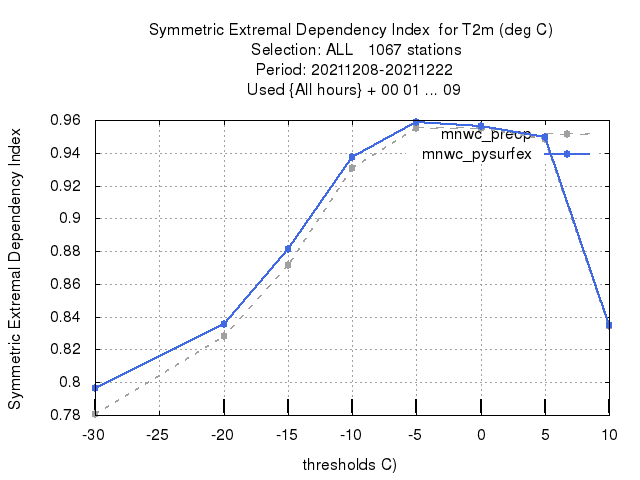 Symmetric Extremal Dependency Index  for T2m (deg C)
Selection: ALL   1067 stations
Period: 20211208-20211222
Used {All hours} + 00 01 ... 09
Symmetric Extremal Dependency Index
0.96
0.94
0.92
0.9
0.88
0.86
0.84
0.82
0.8
0.78
mnwc_preop
mnwc_pysurfex
-30 -25 -20 -15 -10 -5 0 5 10
thresholds C)